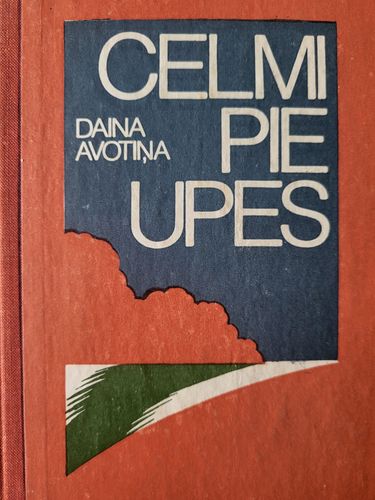 CELMI
PIE
UPES
DAINA
AVOTIŅA